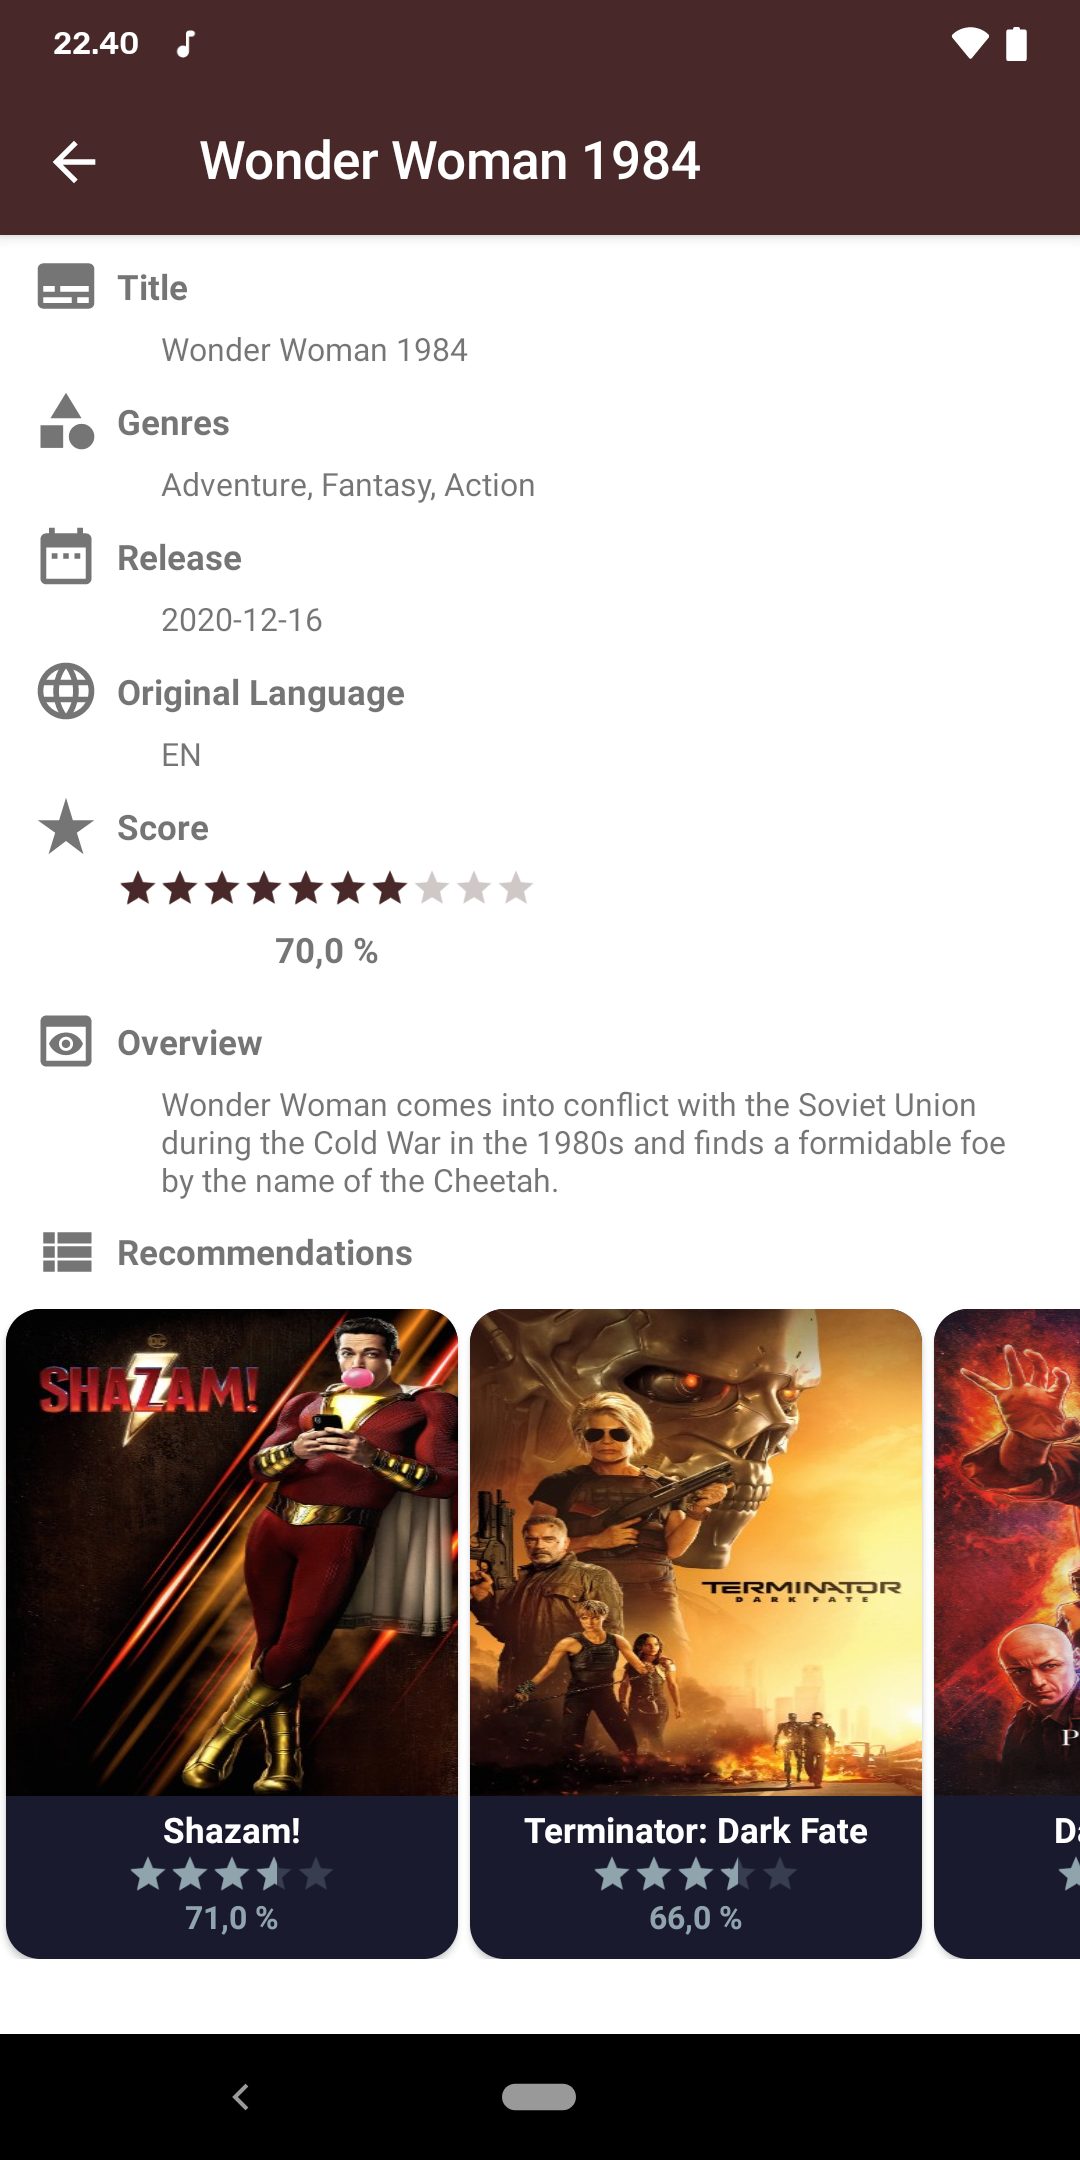 22.40
Wonder Woman 1984
Title
Wonder Woman 1984
Genres
Adventure, Fantasy, Action
Release
2020-12-16
Original Language
EN
Score
70,0 %
Overview
Wonder Woman comes into conflict with the Soviet Union
during the Cold War in the 1980s and finds a formidable foe
by the name of the Cheetah.
Recommendations
DC
SHAZAM!
TERMINATOR
DARK FATE
P
Shazam!
Terminator: Dark Fate
Da
71,0 %
66,0 %